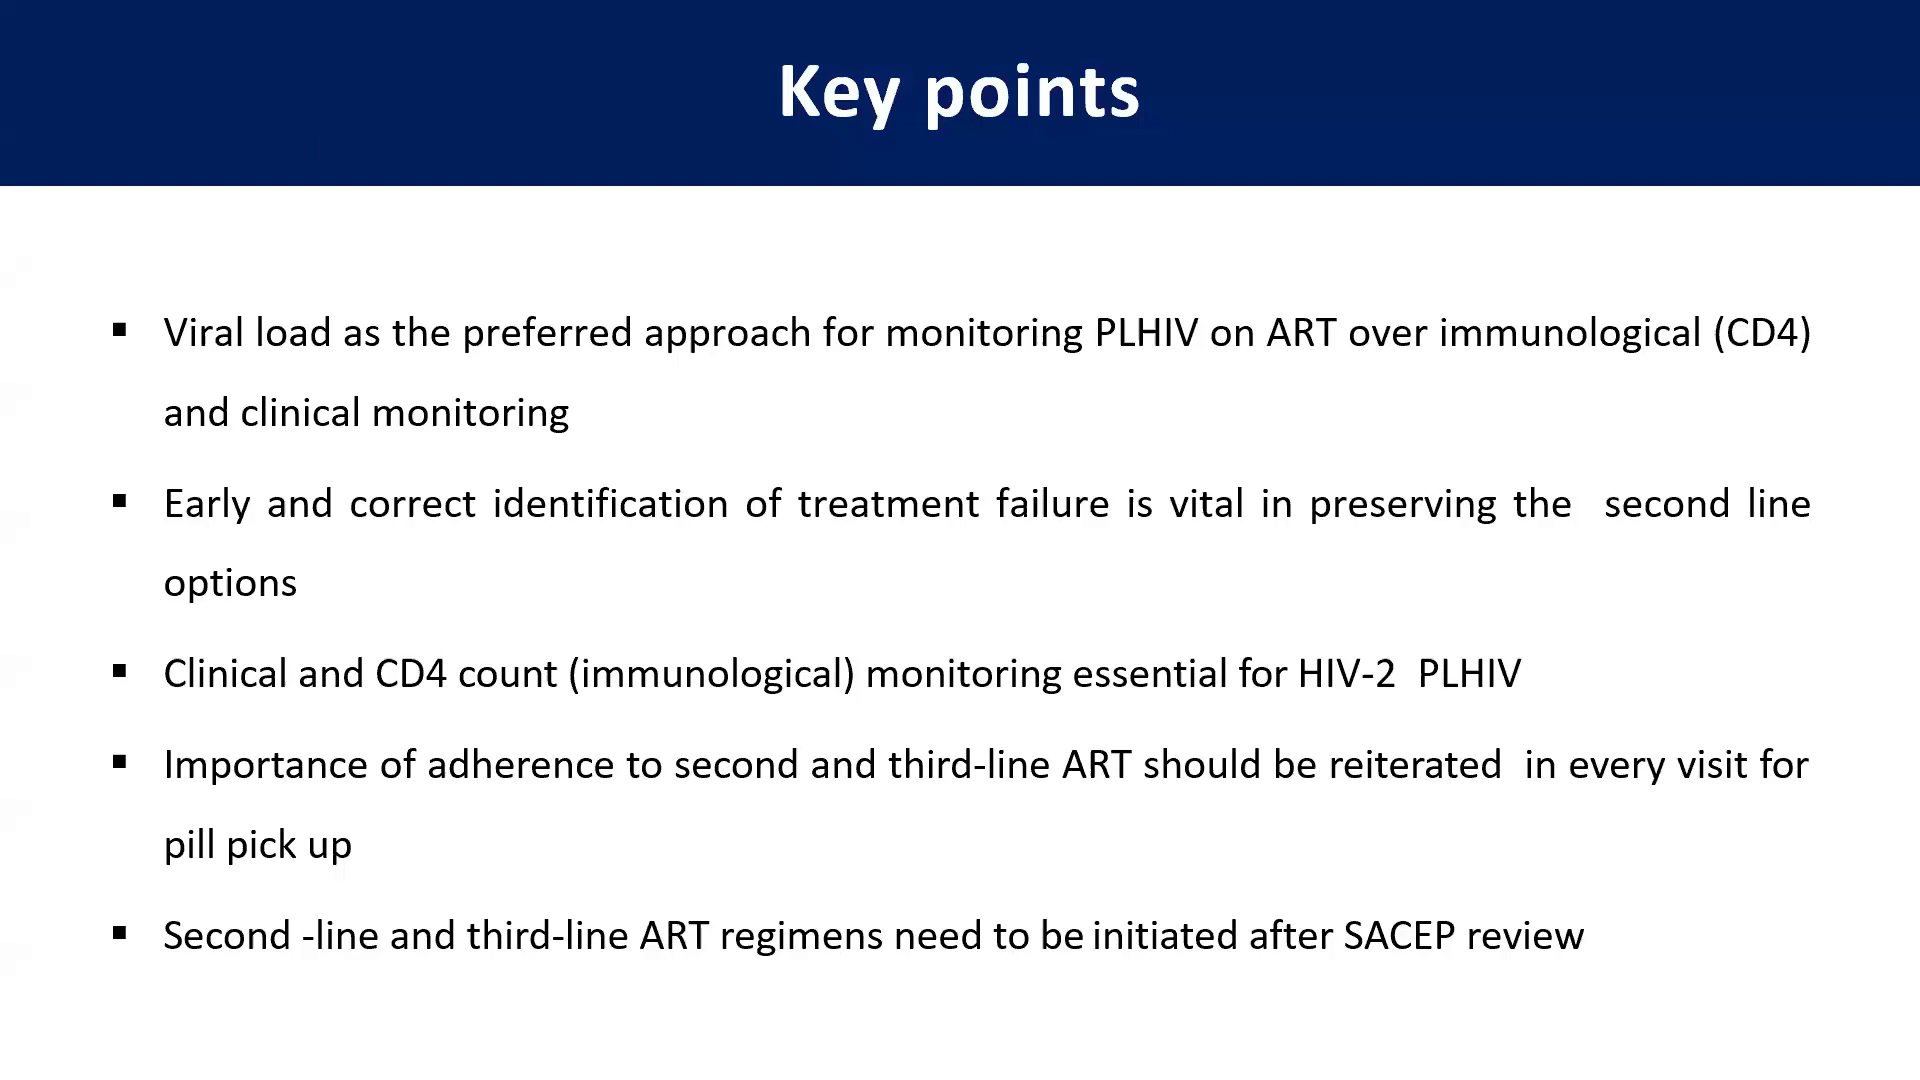 Key points
▪ Viral load as the preferred approach for monitoring PLHIV on ART over immunological (CD4)
and clinical monitoring
▪ Early and correct identification of treatment failure is vital in preserving the second line
options
▪ Clinical and CD4 count (immunological) monitoring essential for HIV-2 PLHIV
▪ Importance of adherence to second and third-line ART should be reiterated in every visit for
pill pick up
▪ Second -line and third-line ART regimens need to be initiated after SACEP review